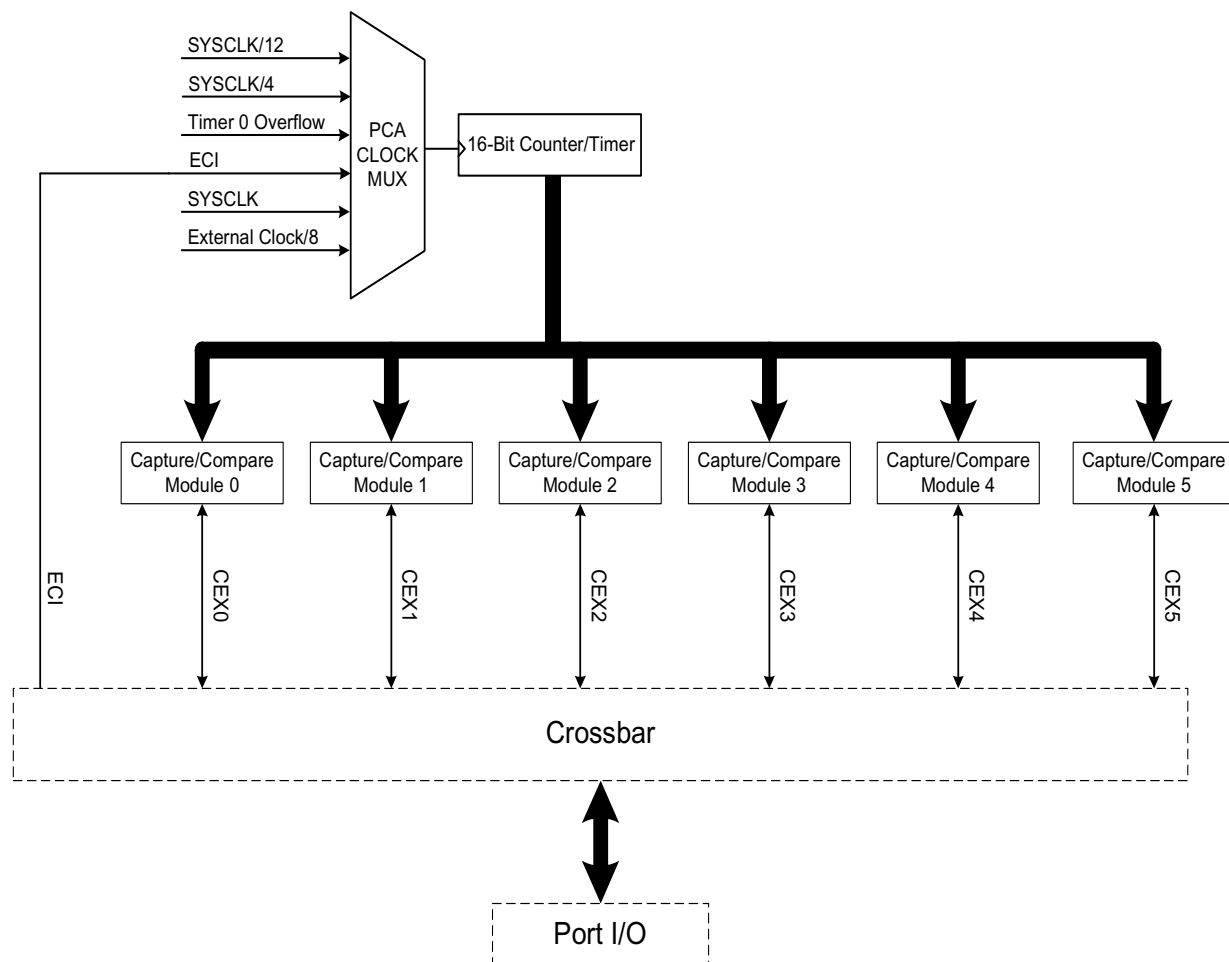 SYSCLK/12
SYSCLK/4
Timer 0 Overflow
ECI
SYSCLK
External Clock/8
PCA
CLOCK
MUX
16-Bit Counter/Timer
Capture/Compare
Module 0
Capture/Compare
Module 1
Capture/Compare
Module 2
Capture/Compare
Module 3
Capture/Compare
Module 4
Capture/Compare
Module 5
ECI
CEX0
CEX1
CEX2
CEX3
CEX4
CEX5
Crossbar
Port I/O